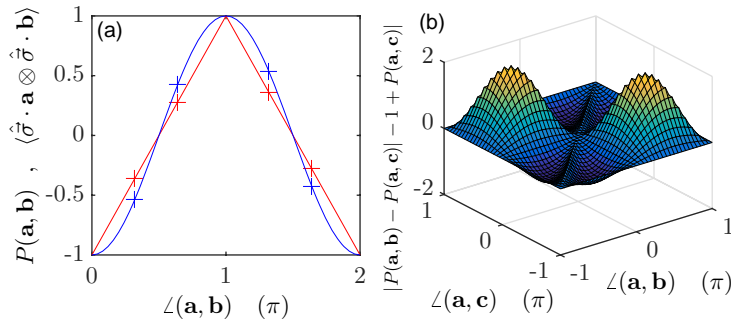 (a)
P(a, b) , ⟨σ̂⃗ · a ⊗ σ̂⃗ · b⟩
1
0.5
0
-0.5
-1
0
1
2
∠(a, b) (π)
(b)
|P(a, b) − P(a, c)| − 1 + P(a, c)|
2
0
-2
1
0
-1
∠(a, c) (π)
-1
0
1
∠(a, b) (π)